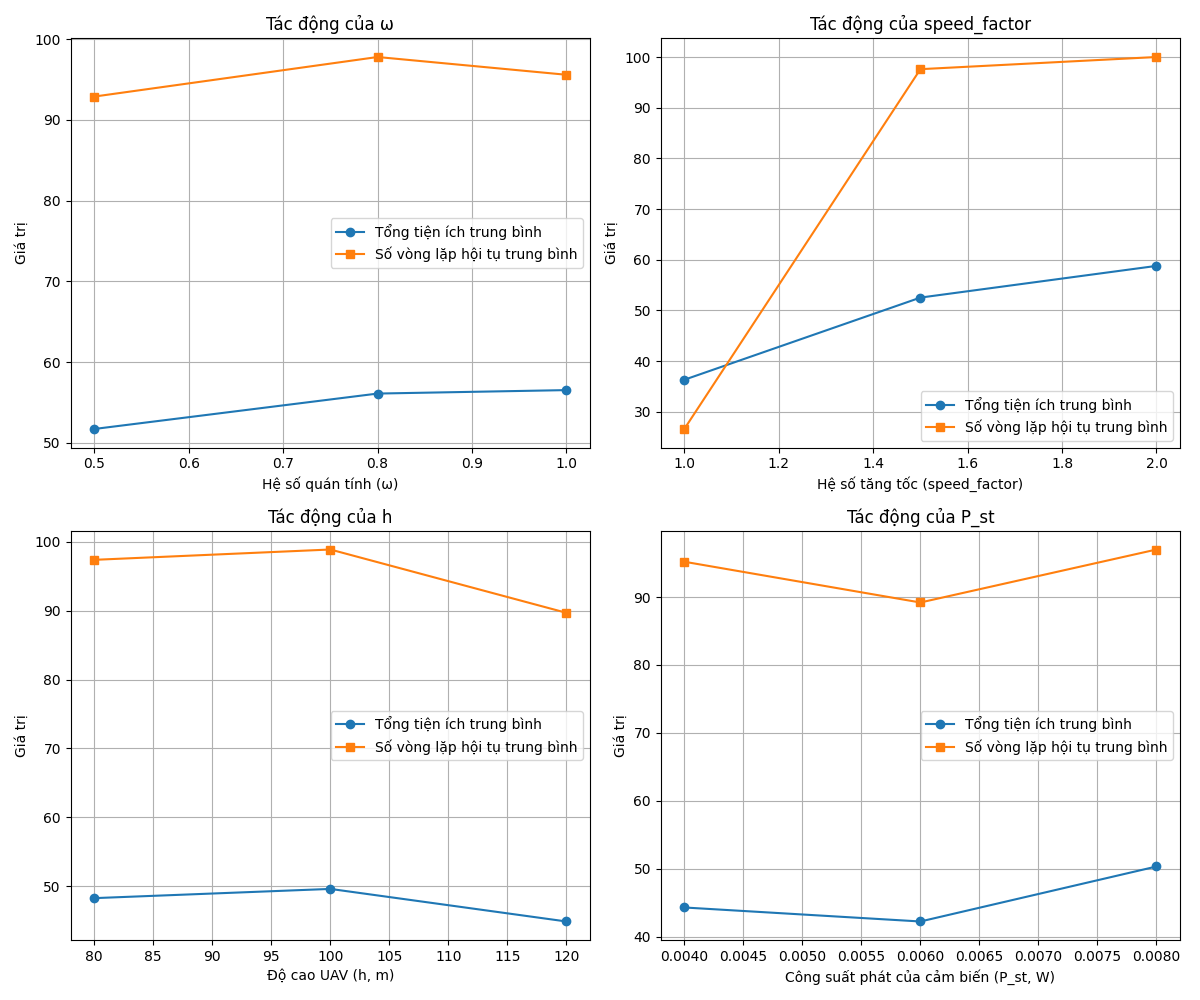 Tác động của ω
100
90
80
70
60
50
Giá trị
Tổng tiện ích trung bình
Số vòng lặp hội tụ trung bình
0.5 0.6 0.7 0.8 0.9 1.0
Hệ số quán tính (ω)
Tác động của speed_factor
100
90
80
70
60
50
40
30
Giá trị
Tổng tiện ích trung bình
Số vòng lặp hội tụ trung bình
1.0 1.2 1.4 1.6 1.8 2.0
Hệ số tăng tốc (speed_factor)
Tác động của h
100
90
80
70
60
50
Giá trị
Tổng tiện ích trung bình
Số vòng lặp hội tụ trung bình
80 85 90 95 100 105 110 115 120
Độ cao UAV (h, m)
Tác động của P_st
90
80
70
60
50
40
Giá trị
Tổng tiện ích trung bình
Số vòng lặp hội tụ trung bình
0.0040 0.0045 0.0050 0.0055 0.0060 0.0065 0.0070 0.0075 0.0080
Công suất phát của cảm biến (P_st, W)